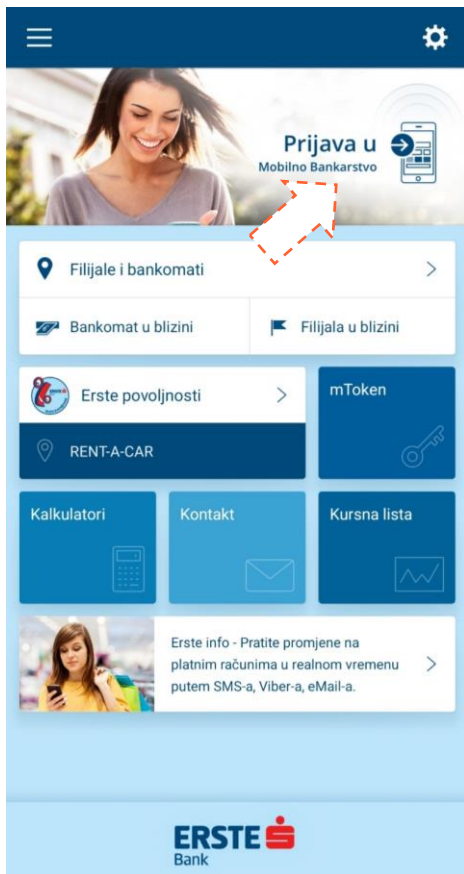 Prijava u
Mobilno Bankarstvo
Filijale i bankomati
Bankomat u blizini
Filijala u blizini
Erste povoljnosti
mToken
RENT-A-CAR
Kalkulatori
Kontakt
Kursna lista
Erste info - Pratite promjene na
platnim računima u realnom vremenu
putem SMS-a, Viber-a, eMail-a.
ERSTE
Bank